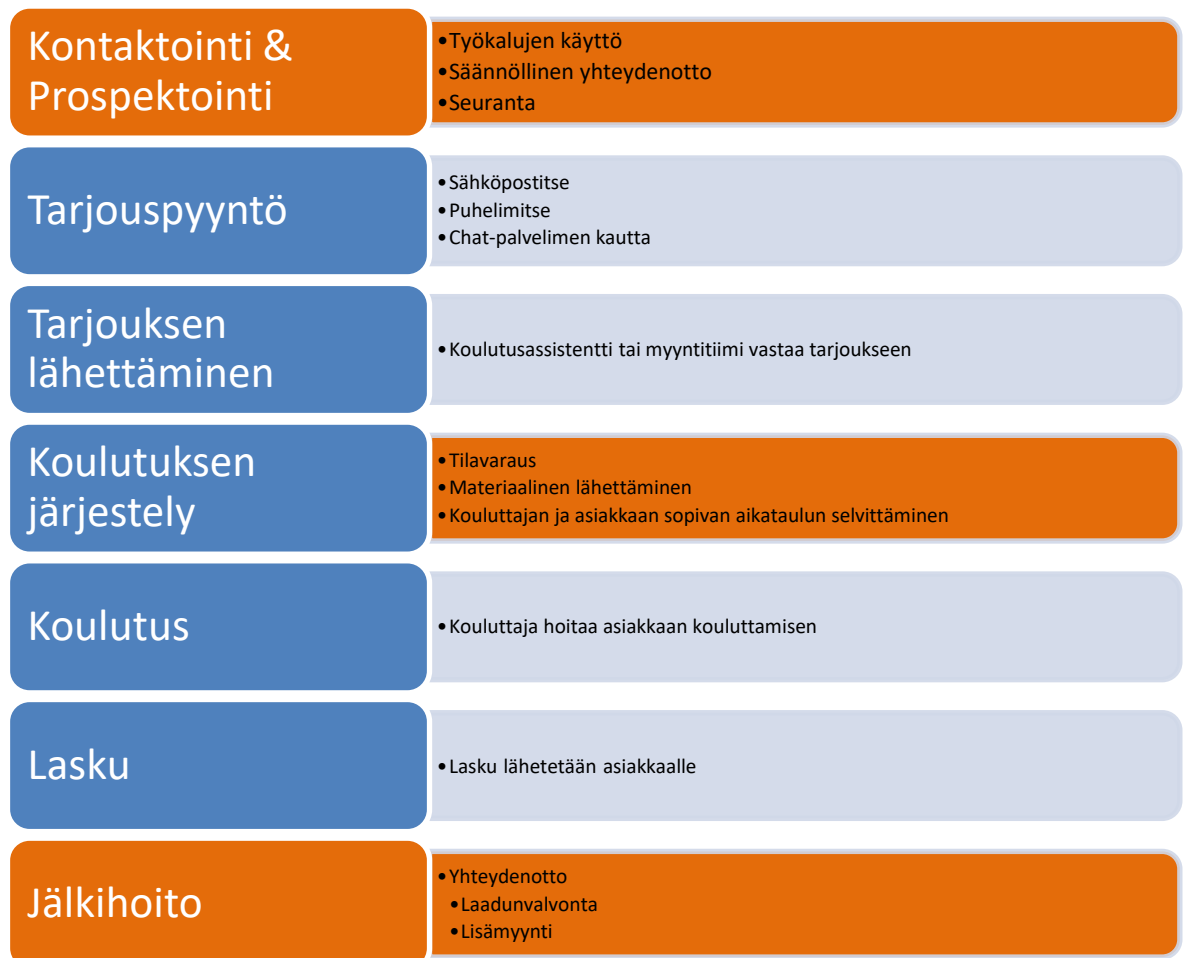 Kontaktointi &
Prospektointi
•Työkalujen käyttö
•Säännöllinen yhteydenotto
•Seuranta
Tarjouspyyntö
•Sähköpostitse
•Puhelimitse
•Chat-palvelimen kautta
Tarjouksen
lähettäminen
•Koulutusassistentti tai myyntitiimi vastaa tarjoukseen
Koulutuksen
järjestely
•Tilavaraus
•Materiaalinen lähettäminen
•Kouluttajan ja asiakkaan sopivan aikataulun selvittäminen
Koulutus
•Kouluttaja hoitaa asiakkaan kouluttamisen
Lasku
•Lasku lähetetään asiakkaalle
Jälkihoito
•Yhteydenotto
•Laadunvalvonta
•Lisämyynti